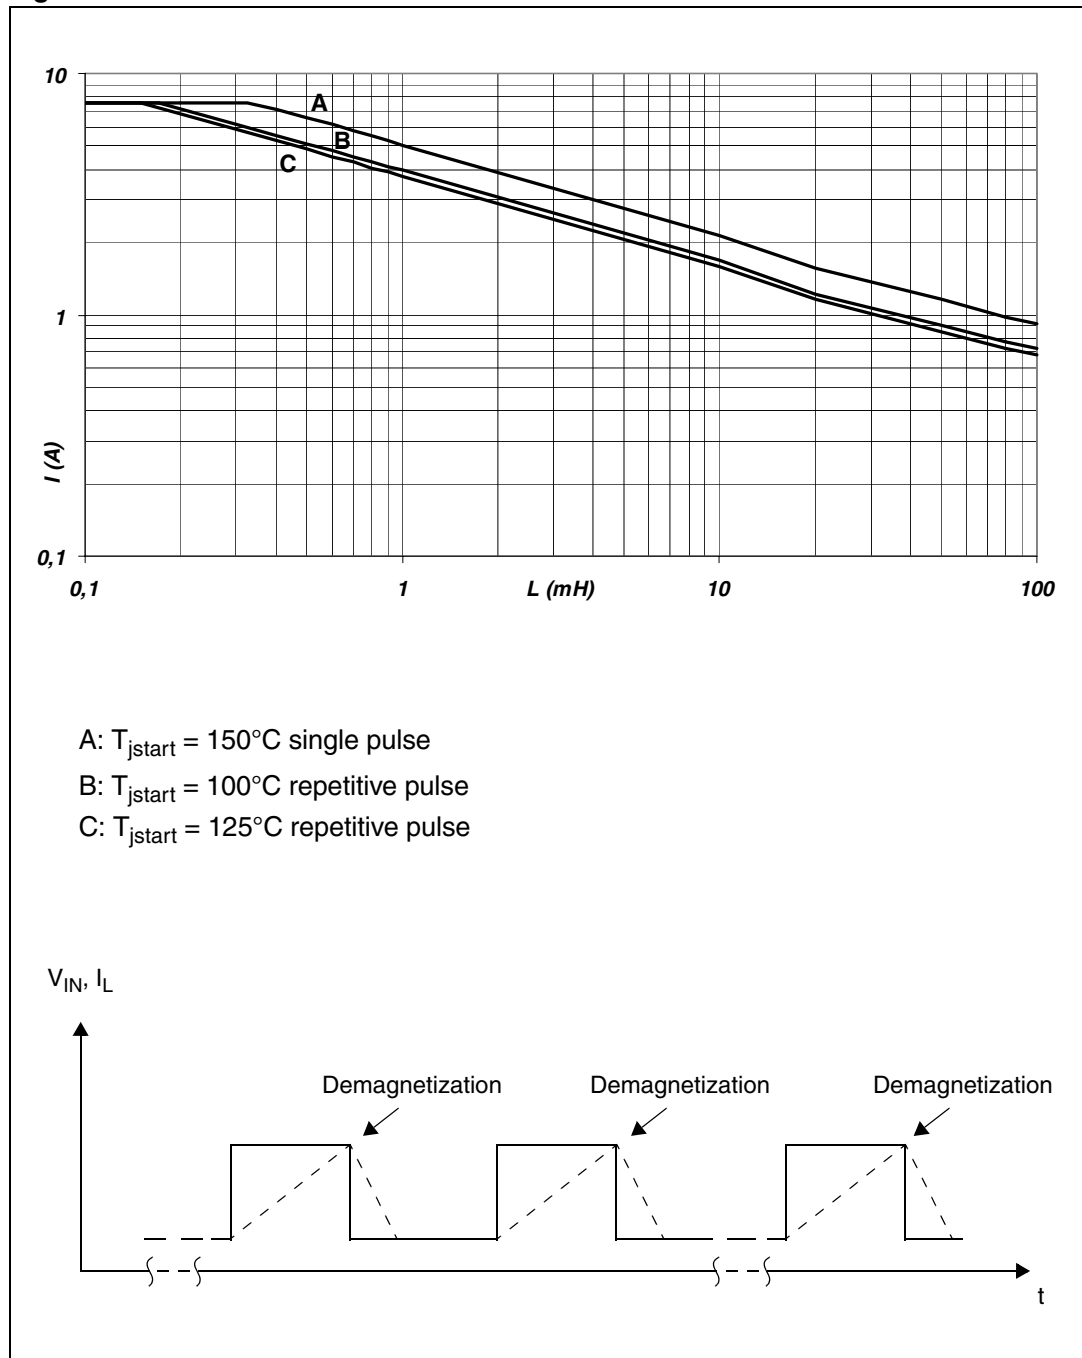 10
A
B
C
1
I (A)
0,1
0,1 1 L (mH) 10 100
A: Tjstart = 150°C single pulse
B: Tjstart = 100°C repetitive pulse
C: Tjstart = 125°C repetitive pulse
VIN, IL
Demagnetization Demagnetization Demagnetization
t